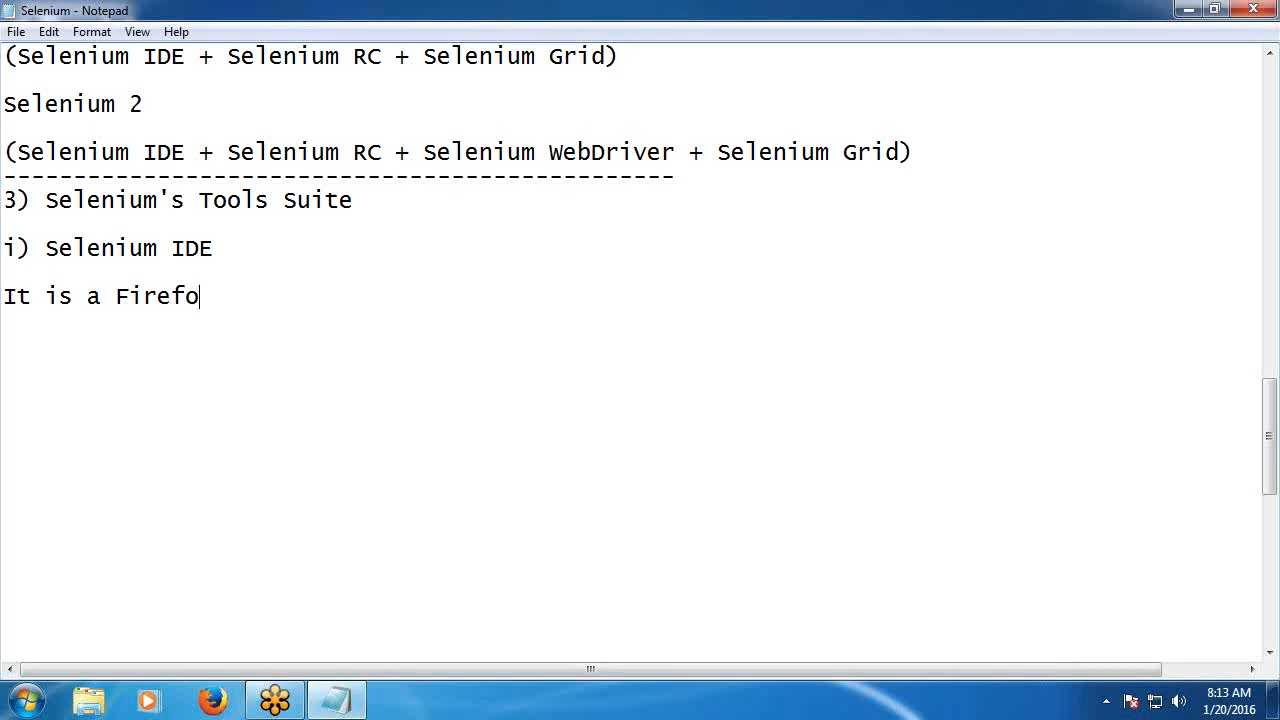 Selenium - Notepad
File Edit Format View Help
(Selenium IDE + Selenium RC + Selenium Grid)
Selenium 2
(Selenium IDE + Selenium RC + Selenium WebDriver + Selenium Grid)
------------------------------------------------
3) Selenium's Tools Suite
i) Selenium IDE
It is a Firefo
8:13 AM
1/20/2016